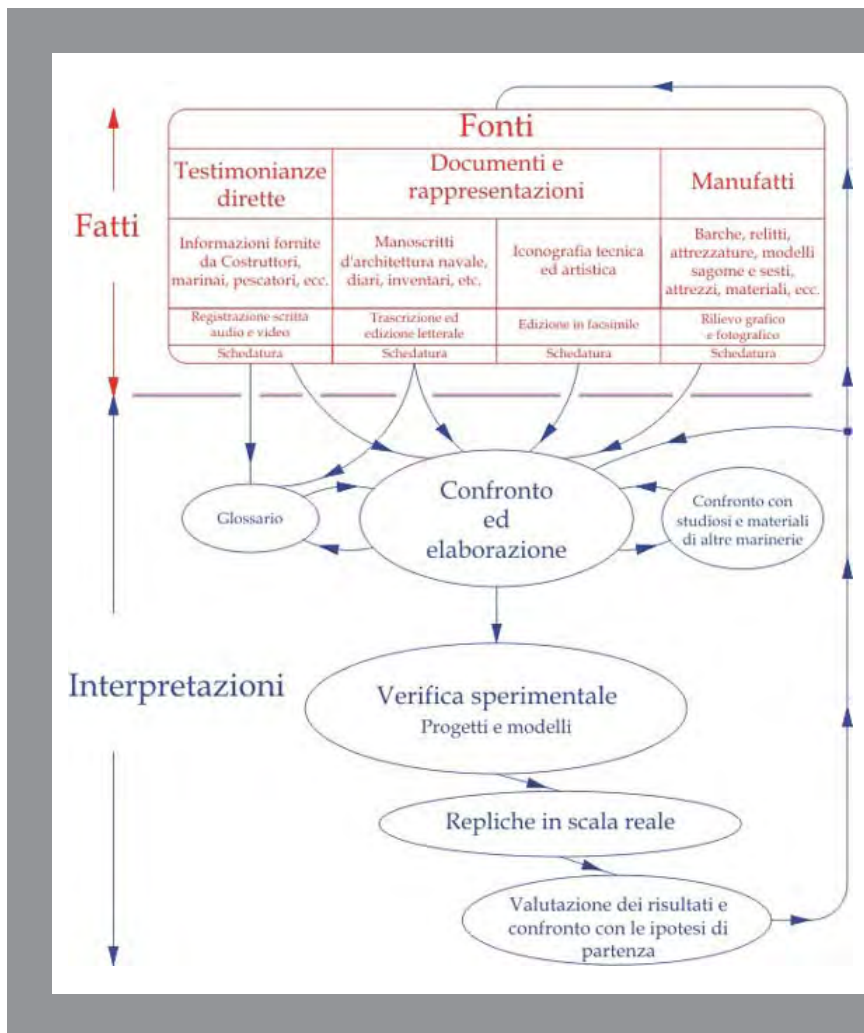 Fonti
Testimonianze
dirette
Documenti e
rappresentazioni
Manufatti
Fatti
Informazioni fornite
da Costruttori,
marinai, pescatori, ecc.
Manoscritti
d'architettura navale,
diari, inventari, etc.
Iconografia tecnica
ed artistica
Barche, relitti,
attrezzature, modelli
sagome e sesti,
attrezzi, materiali, ecc.
Registrazione scritta
audio e video
Trascrizione ed
edizione letterale
Edizione in facsimile
Rilievo grafico
e fotografico
Schedatura
Schedatura
Schedatura
Schedatura
Glossario
Confronto
ed
elaborazione
Confronto con
studiosi e materiali
di altre marinerie
Interpretazioni
Verifica sperimentale
Progetti e modelli
Repliche in scala reale
Valutazione dei risultati e
confronto con le ipotesi di
partenza